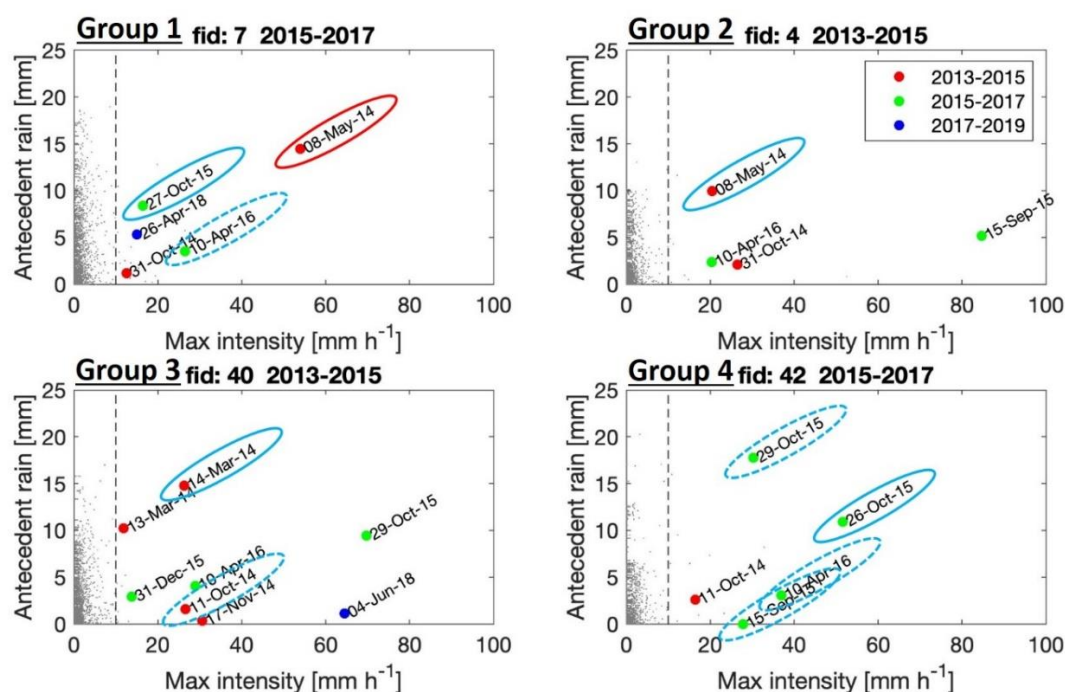 Group 1 fid: 7 2015-2017
25
20
15
10
5
0
Antecedent rain [mm]
08-May-14
27-Oct-15
26-Apr-18
10-Apr-16
31-Oct-14
0 20 40 60 80 100
Max intensity [mm h-1]
Group 2 fid: 4 2013-2015
25
20
15
10
5
0
Antecedent rain [mm]
2013-2015
2015-2017
2017-2019
08-May-14
15-Sep-15
10-Apr-16
31-Oct-14
0 20 40 60 80 100
Max intensity [mm h-1]
Group 3 fid: 40 2013-2015
25
20
15
10
5
0
Antecedent rain [mm]
14-Mar-14
13-Mar-14
29-Oct-15
31-Dec-15
10-Apr-16
11-Oct-14
17-Nov-14
04-Jun-18
0 20 40 60 80 100
Max intensity [mm h-1]
Group 4 fid: 42 2015-2017
25
20
15
10
5
0
Antecedent rain [mm]
29-Oct-15
26-Oct-15
11-Oct-14
10-Apr-16
15-Sep-15
0 20 40 60 80 100
Max intensity [mm h-1]